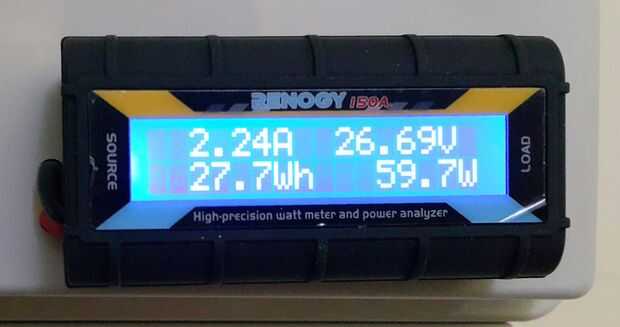 RENOGY 150A
SOURCE
2.24A 26.69V
27.7Wh 59.7W
LOAD
High-precision watt meter and power analyzer